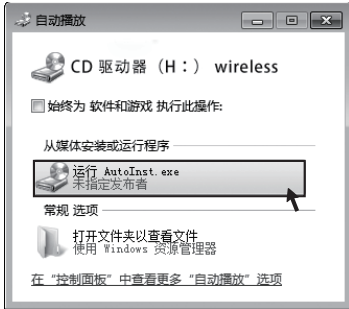 自动播放
CD 驱动器（H：） wireless
始终为 软件和游戏 执行此操作:
从媒体安装或运行程序
运行 AutoInst.exe
未指定发布者
常规 选项
打开文件夹以查看文件
使用 Windows 资源管理器
在“控制面板”中查看更多“自动播放”选项